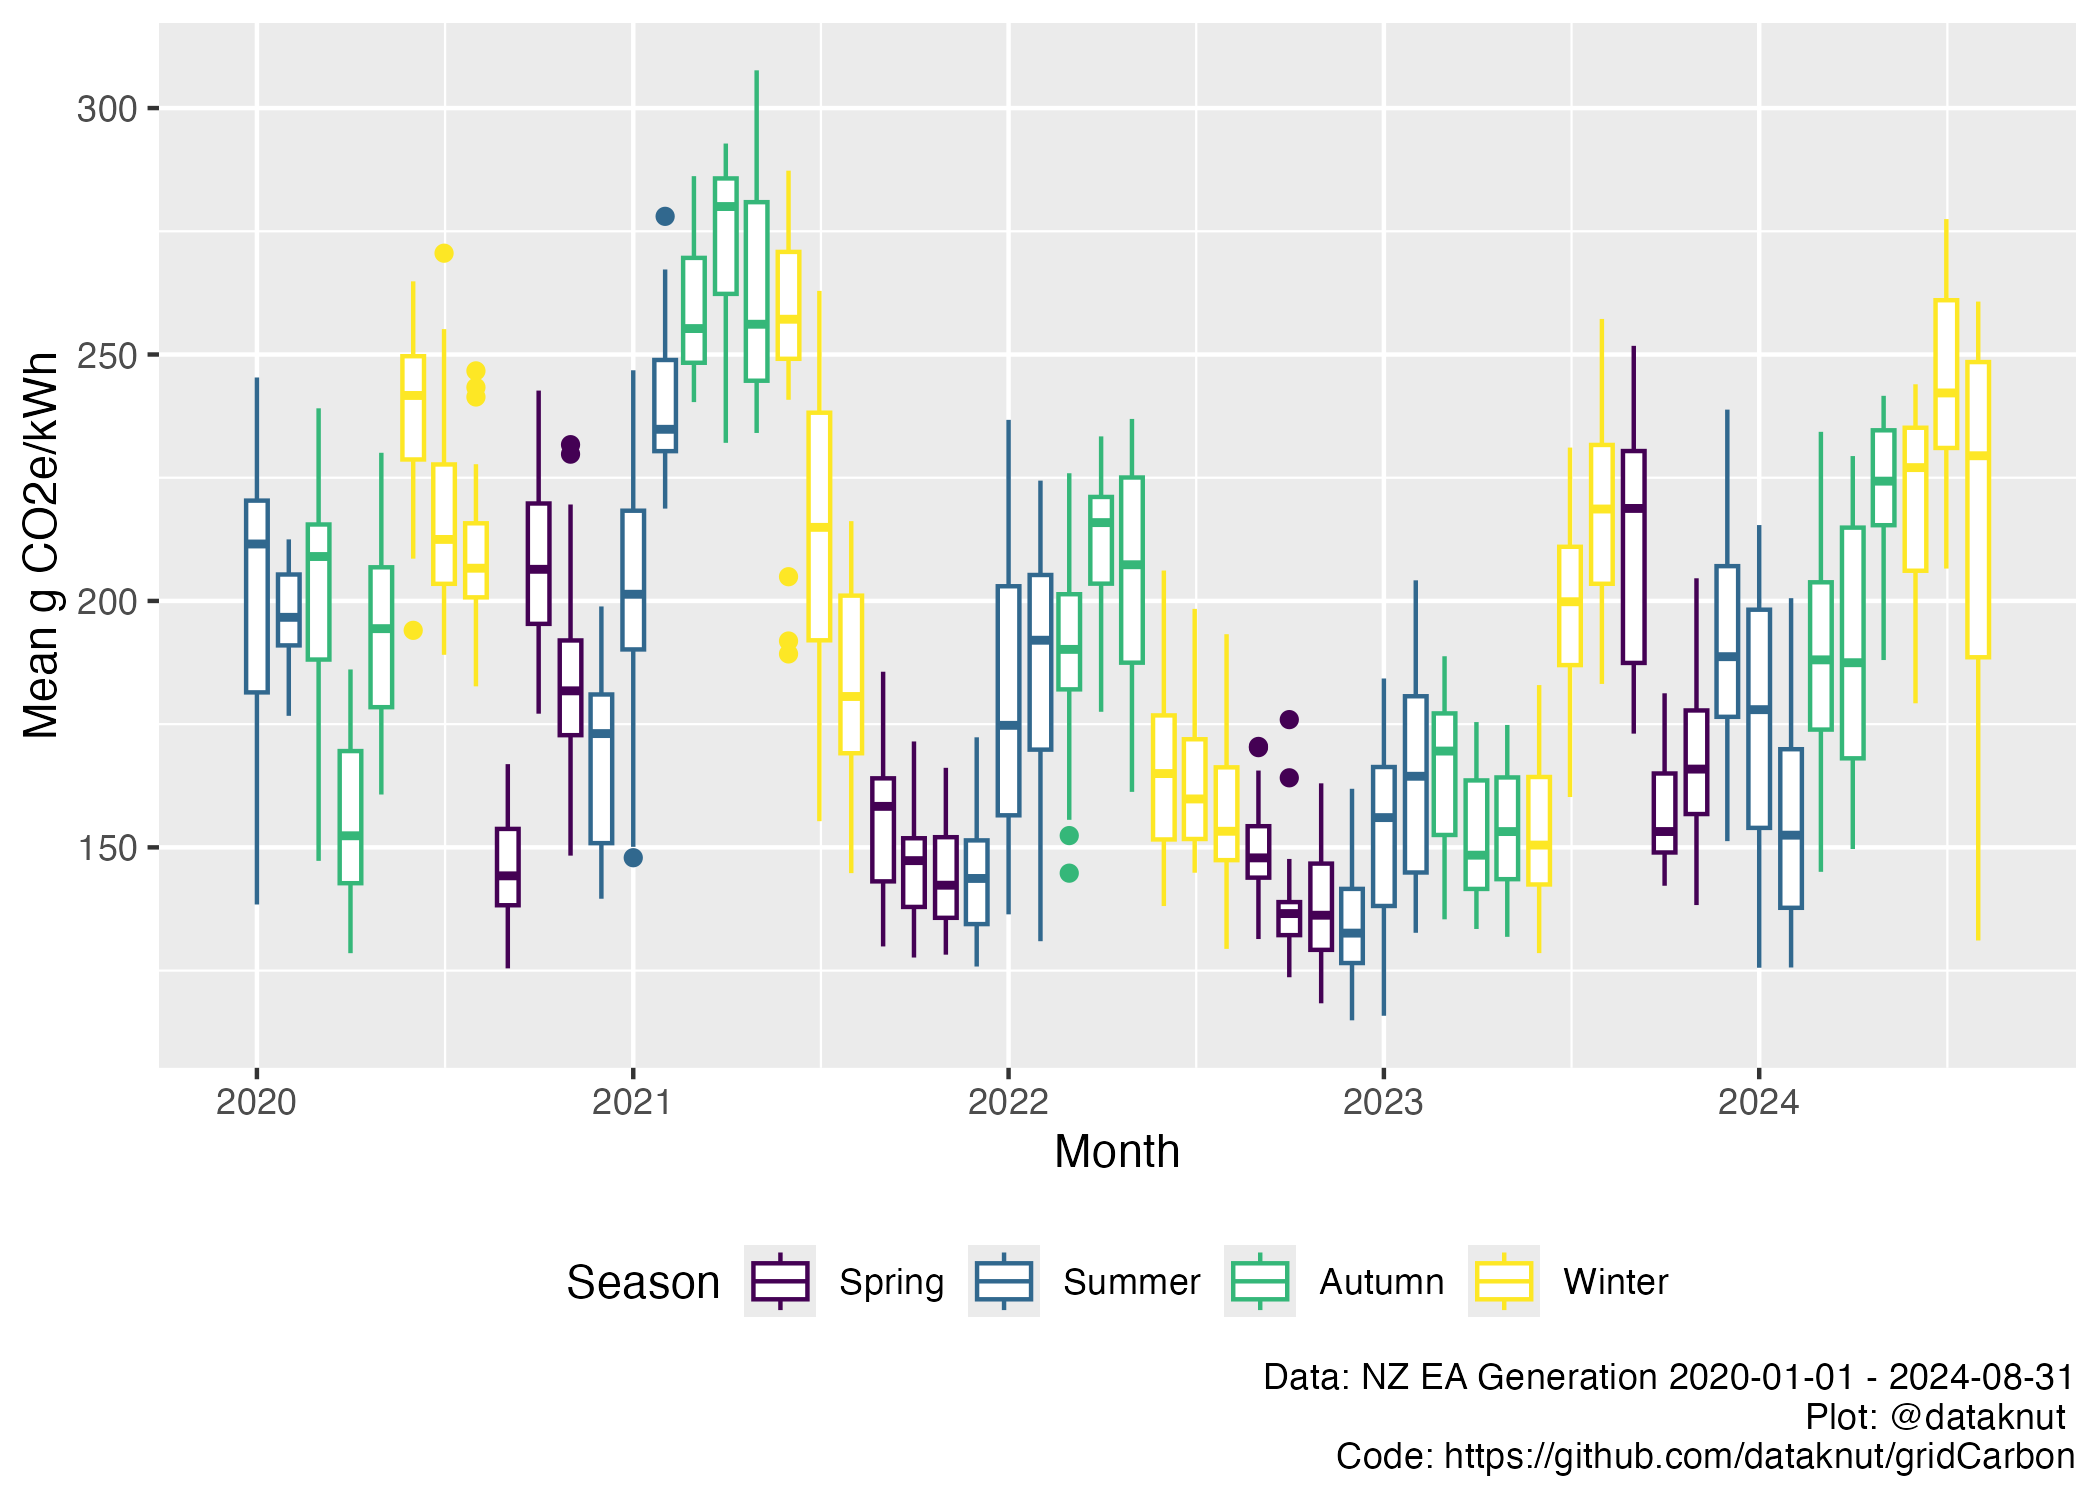 Mean g CO2e/kWh
300
250
200
150
2020 2021 2022 2023 2024
Month
Season Spring Summer Autumn Winter
Data: NZ EA Generation 2020-01-01 - 2024-08-31
Plot: @dataknut
Code: https://github.com/dataknut/gridCarbon